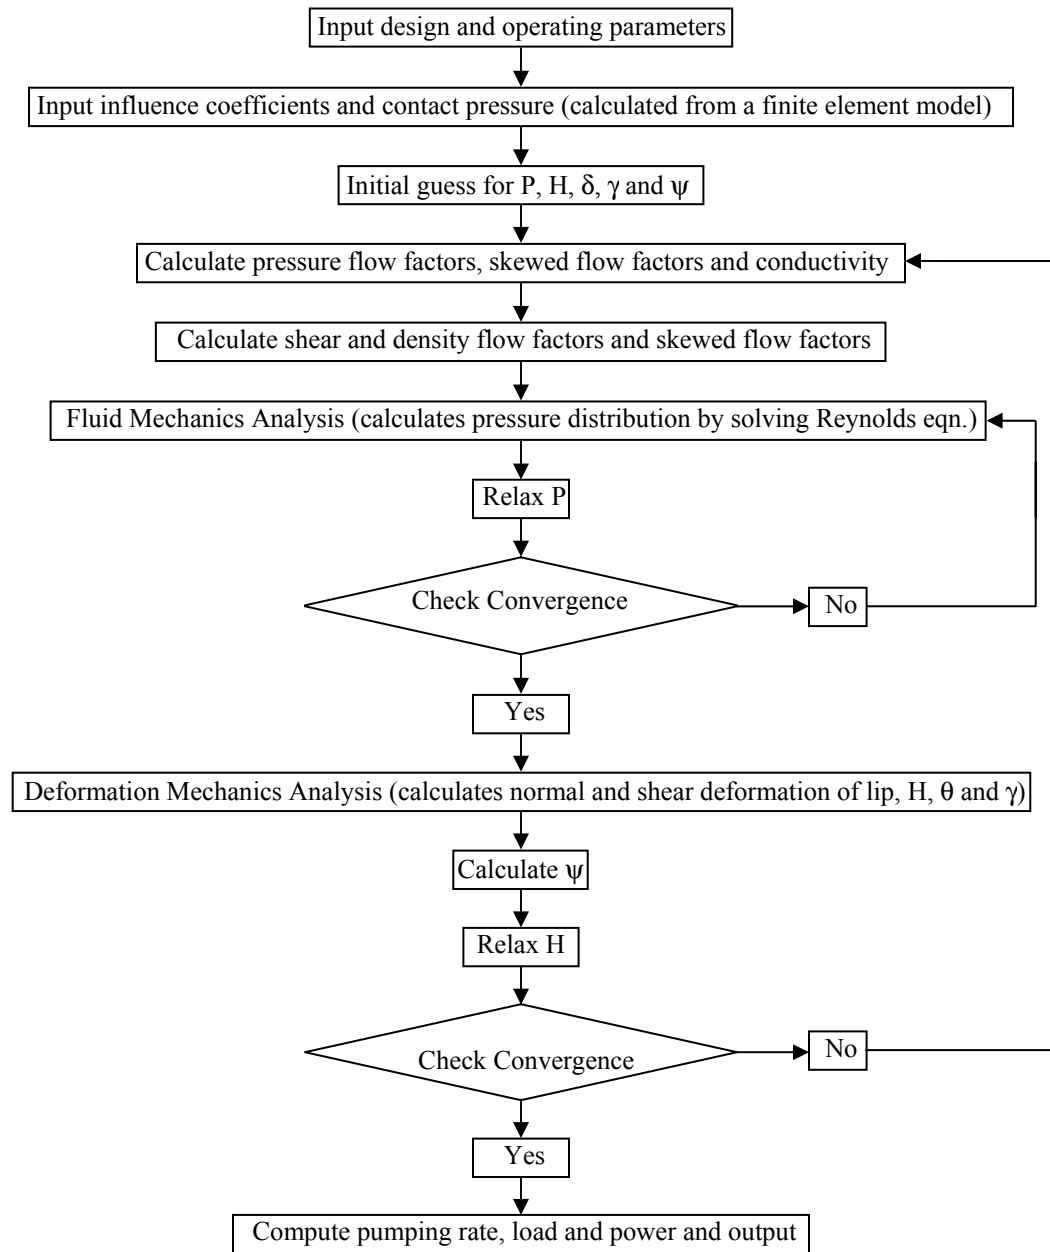 Input design and operating parameters
Input influence coefficients and contact pressure (calculated from a finite element model)
Initial guess for P, H, δ, γ and ψ
Calculate pressure flow factors, skewed flow factors and conductivity
Calculate shear and density flow factors and skewed flow factors
Fluid Mechanics Analysis (calculates pressure distribution by solving Reynolds eqn.)
Relax P
Check Convergence
No
Yes
Deformation Mechanics Analysis (calculates normal and shear deformation of lip, H, θ and γ)
Calculate ψ
Relax H
Check Convergence
No
Yes
Compute pumping rate, load and power and output